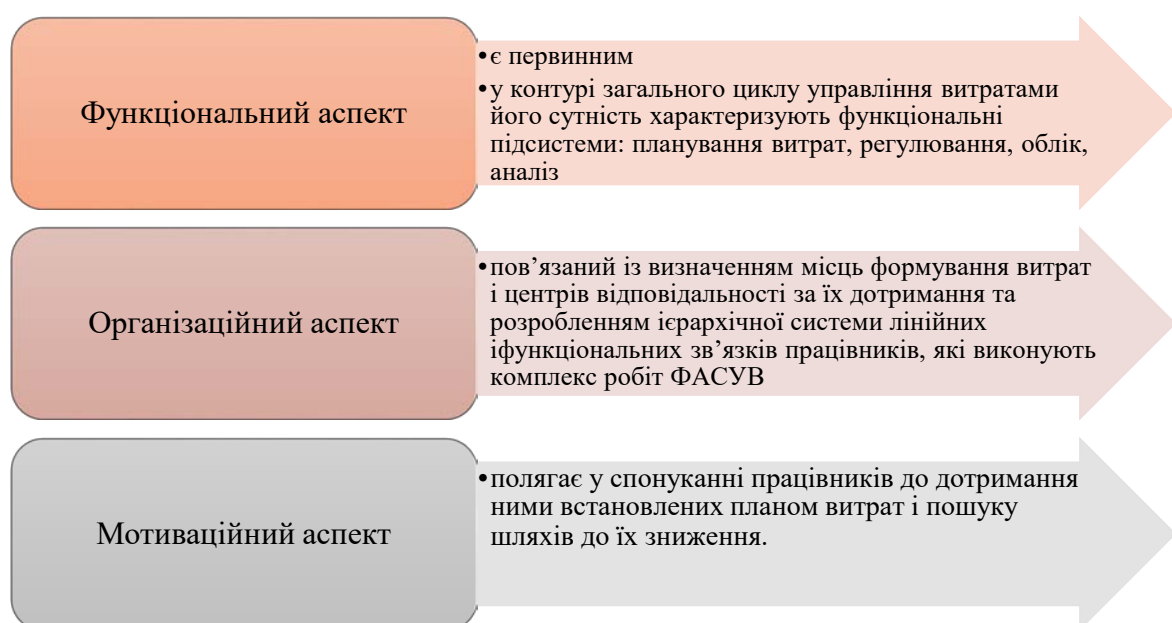 Функціональний аспект
•є первинним
•у контурі загального циклу управління витратами
його сутність характеризують функціональні
підсистеми: планування витрат, регулювання, облік,
аналіз
Організаційний аспект
•пов’язаний із визначенням місць формування витрат
і центрів відповідальності за їх дотримання та
розробленням ієрархічної системи лінійних
іфункціональних зв’язків працівників, які виконують
комплекс робіт ФАСУВ
Мотиваційний аспект
•полягає у спонуканні працівників до дотримання
ними встановлених планом витрат і пошуку
шляхів до їх зниження.